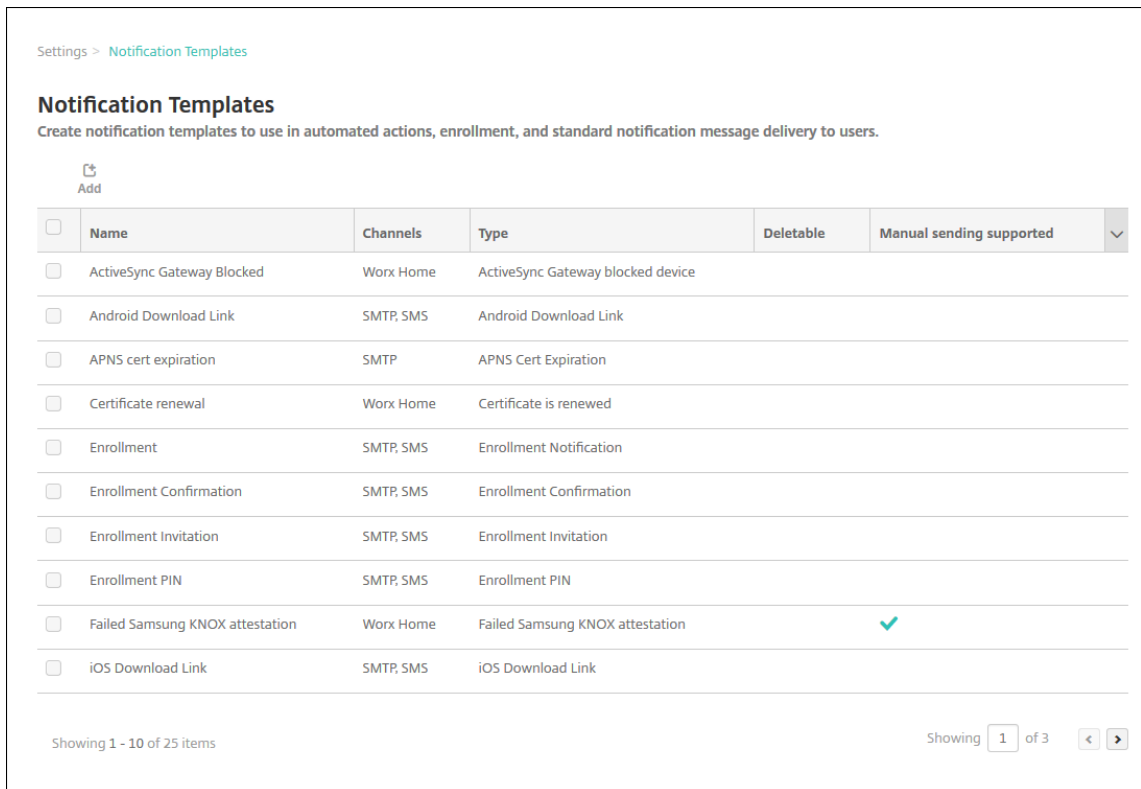 Settings > Notification Templates
Notification Templates
Create notification templates to use in automated actions, enrollment, and standard notification message delivery to users.
Add
Name Channels Type Deletable Manual sending supported
ActiveSync Gateway Blocked Worx Home ActiveSync Gateway blocked device
Android Download Link SMTP, SMS Android Download Link
APNS cert expiration SMTP APNS Cert Expiration
Certificate renewal Worx Home Certificate is renewed
Enrollment SMTP, SMS Enrollment Notification
Enrollment Confirmation SMTP, SMS Enrollment Confirmation
Enrollment Invitation SMTP, SMS Enrollment Invitation
Enrollment PIN SMTP, SMS Enrollment PIN
Failed Samsung KNOX attestation Worx Home Failed Samsung KNOX attestation
iOS Download Link SMTP, SMS iOS Download Link
Showing 1 - 10 of 25 items Showing 1 of 3 < >